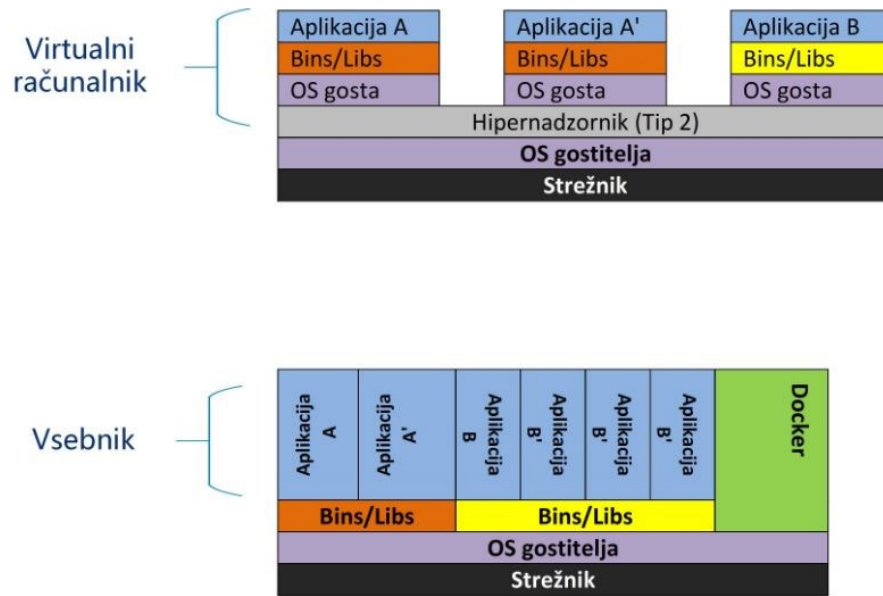 Virtualni
računalnik
Aplikacija A
Aplikacija A'
Aplikacija B
Bins/Libs
Bins/Libs
Bins/Libs
OS gosta
OS gosta
OS gosta
Hipernadzornik (Tip 2)
OS gostitelja
Strežnik
Vsebnik
Aplikacija
A
Aplikacija
A'
Aplikacija
B
Aplikacija
B'
Aplikacija
B'
Aplikacija
B'
Docker
Bins/Libs
Bins/Libs
OS gostitelja
Strežnik